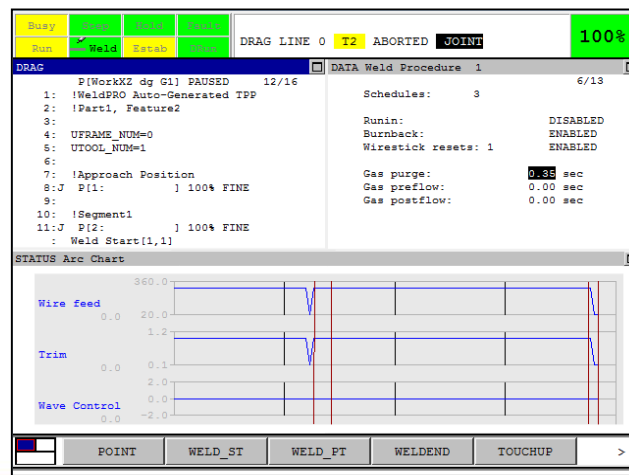 Busy Step Hold Fault
Run Weld Estab JRun
DRAG LINE 0 T2 ABORTED JOINT
100%
DRAG
P[WorkXZ dg G1] PAUSED 12/16
1: !WeldPRO Auto-Generated TPP
2: !Part1, Feature2
3:
4: UFRAME_NUM=0
5: UTOOL_NUM=1
6:
7: !Approach Position
8:J P[1: ] 100% FINE
9:
10: !Segment1
11:J P[2: ] 100% FINE
: Weld Start[1,1]
DATA Weld Procedure 1
6/13
Schedules: 3
Runin: DISABLED
Burnback: ENABLED
Wirestick resets: 1 ENABLED
Gas purge: 0.35 sec
Gas preflow: 0.00 sec
Gas postflow: 0.00 sec
STATUS Arc Chart
360.0
Wire feed
0.0 20.0
1.2
Trim
0.0 0.1
2.0
Wave Control 0.0
0.0 -2.0
POINT WELD_ST WELD_PT WELDEND TOUCHUP >